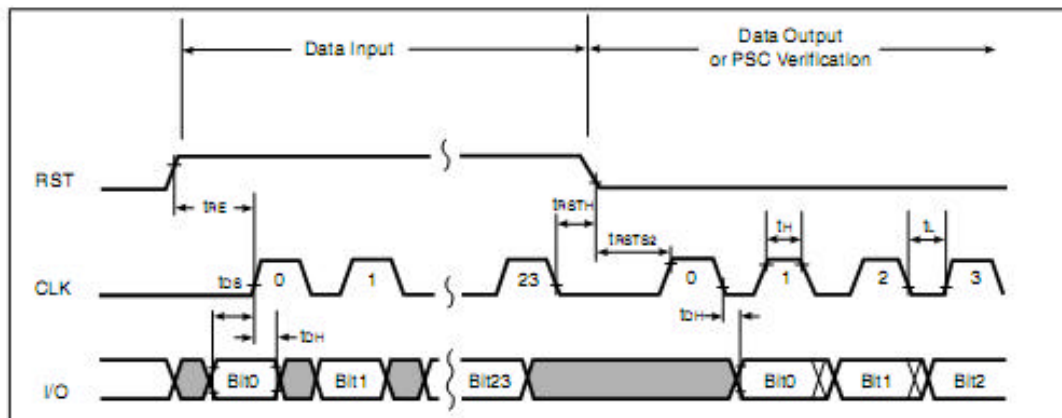 Data Input
Data Output
or PSC Verification
RST
tRE
tRSTH
tRSTS2
tH
tL
CLK
tDS
0
1
23
0
1
2
3
tDH
tDH
I/O
Bit0
Bit1
Bit23
Bit0
Bit1
Bit2